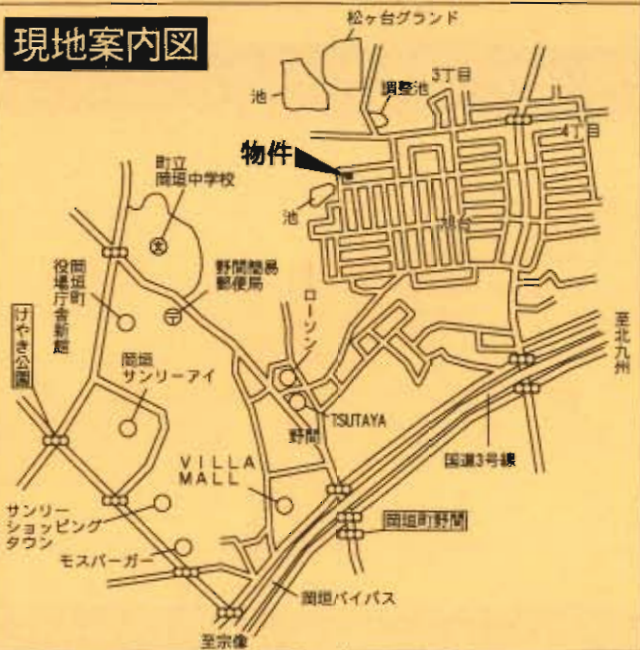 現地案内図
松ヶ台グランド
池
調整池
3丁目
4丁目
物件
池
旭台
町立
岡垣中学校
岡垣町
役場庁舎新館
野間簡易
郵便局
ローソン
けやき公園
岡垣
サンリーアイ
至北九州
TSUTAYA
野間
国道3号線
VILLA
MALL
サンリー
ショッピング
タウン
岡垣町野間
モスバーガー
岡垣バイパス
至宗像